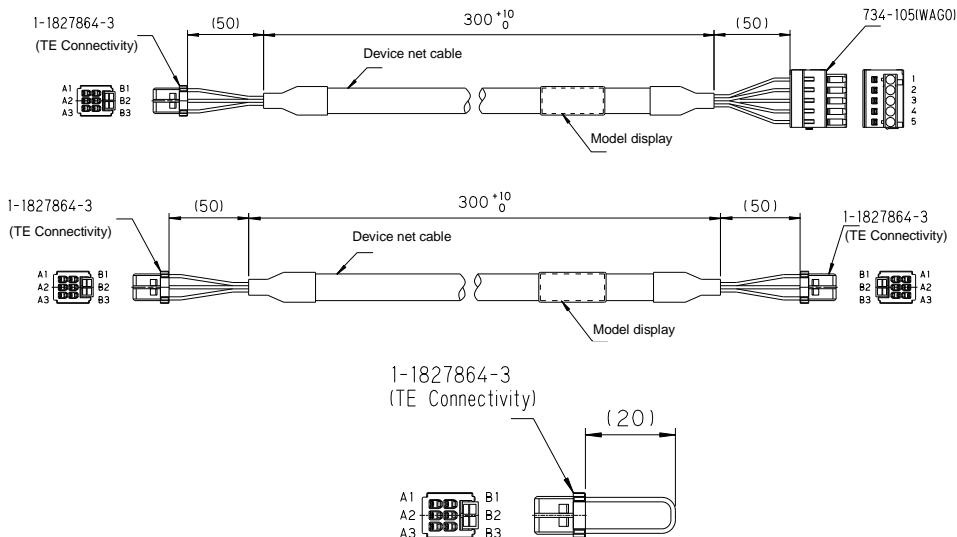 1-1827864-3
(TE Connectivity)
(50)
300 +10 0
(50)
734-105(WAGO)
Device net cable
Model display
A1 B1
A2 B2
A3 B3
1
2
3
4
5
1-1827864-3
(TE Connectivity)
(50)
300 +10 0
(50)
1-1827864-3
(TE Connectivity)
Device net cable
Model display
A1 B1
A2 B2
A3 B3
B1 A1
B2 A2
B3 A3
1-1827864-3
(TE Connectivity)
(20)
A1 B1
A2 B2
A3 B3